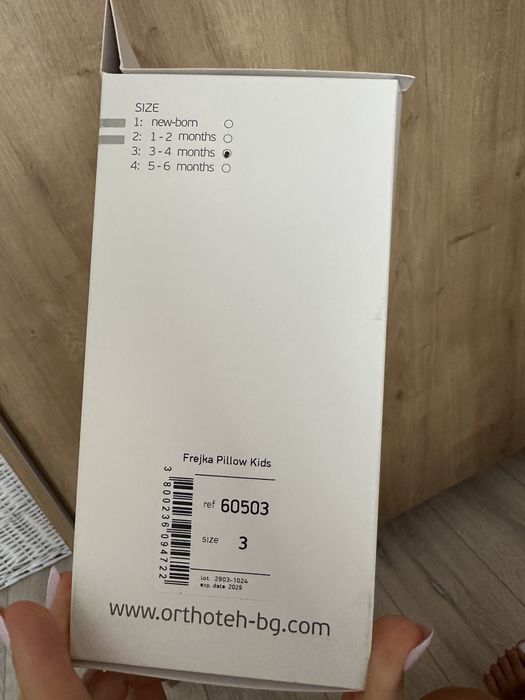 SIZE
1: new-born
2: 1-2 months
3: 3-4 months
4: 5-6 months
Frejka Pillow Kids
ref 60503
size 3
lot. 2803-1024
exp. date 2029
3 800236 094722
www.orthoteh-bg.com